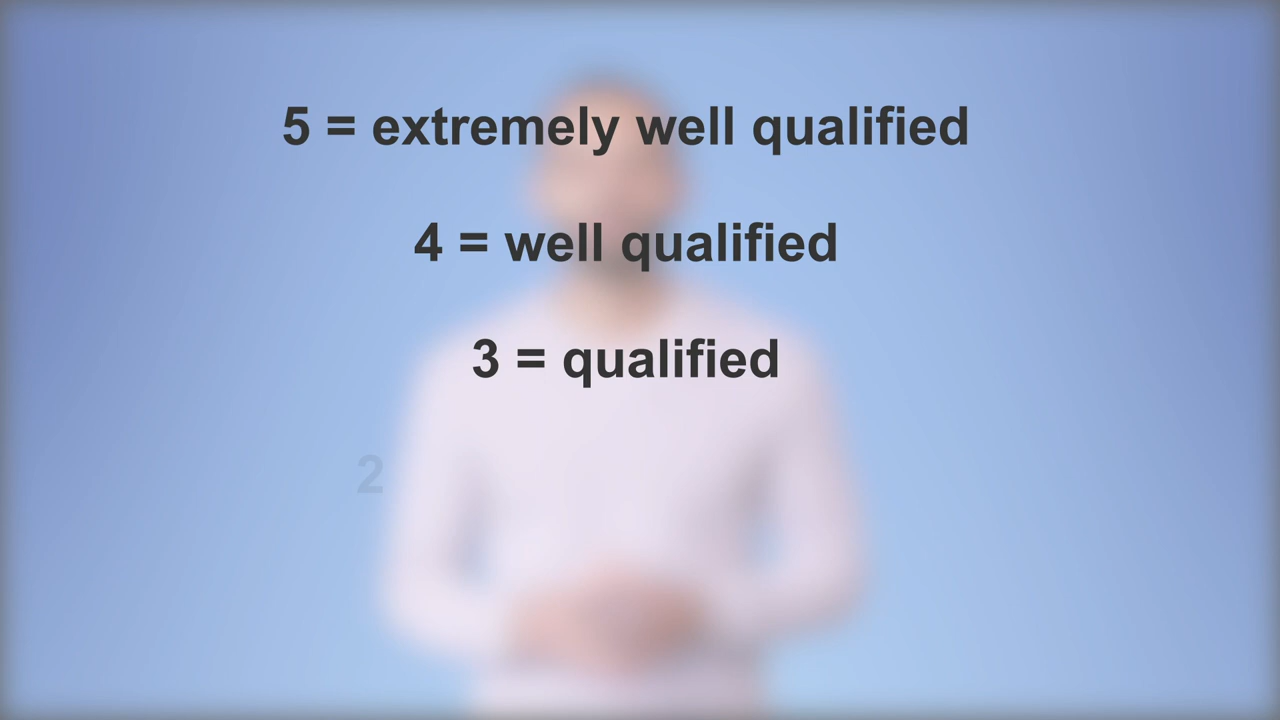 5 = extremely well qualified
4 = well qualified
3 = qualified
2